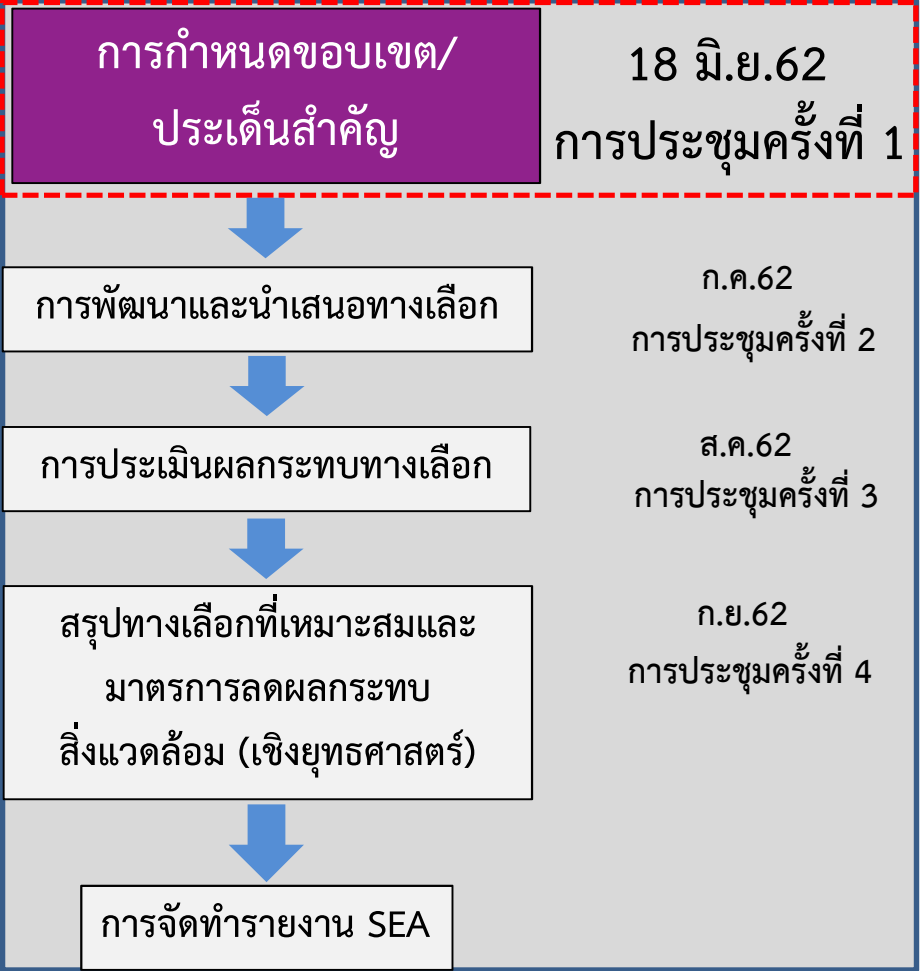 การกำหนดขอบเขต/
ประเด็นสำคัญ
18 มิ.ย.62
การประชุมครั้งที่ 1
การพัฒนาและนำเสนอทางเลือก
ก.ค.62
การประชุมครั้งที่ 2
การประเมินผลกระทบทางเลือก
ส.ค.62
การประชุมครั้งที่ 3
สรุปทางเลือกที่เหมาะสมและ
มาตรการลดผลกระทบ
สิ่งแวดล้อม (เชิงยุทธศาสตร์)
ก.ย.62
การประชุมครั้งที่ 4
การจัดทำรายงาน SEA